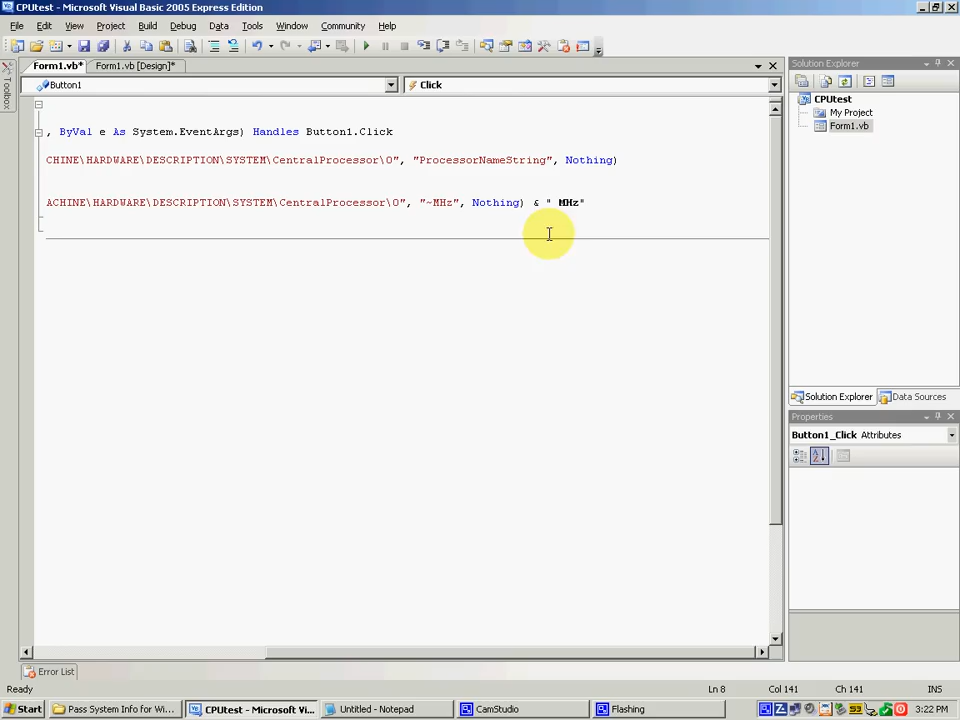 CPUtest - Microsoft Visual Basic 2005 Express Edition
File Edit View Project Build Debug Data Tools Window Community Help
Form1.vb* Form1.vb [Design]*
Toolbox
Button1 Click
, ByVal e As System.EventArgs) Handles Button1.Click
CHINE\HARDWARE\DESCRIPTION\SYSTEM\CentralProcessor\0", "ProcessorNameString", Nothing)
ACHINE\HARDWARE\DESCRIPTION\SYSTEM\CentralProcessor\0", "~MHz", Nothing) & " MHz"
Solution Explorer
CPUtest
My Project
Form1.vb
Solution Explorer Data Sources
Properties
Button1_Click Attributes
Error List
Ready Ln 8 Col 141 Ch 141 INS
Start Pass System Info for Wi... CPUtest - Microsoft Vi... Untitled - Notepad CamStudio Flashing 53 3:22 PM